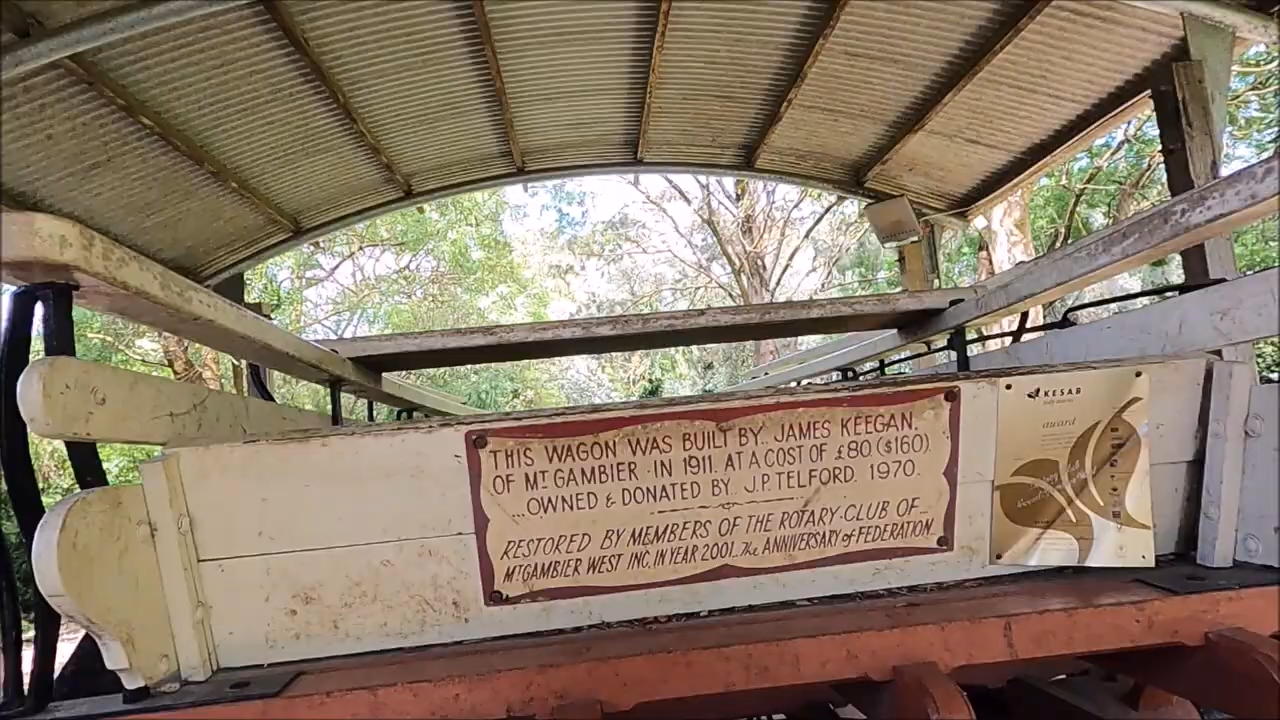 THIS WAGON WAS BUILT BY.. JAMES KEEGAN.
OF MT GAMBIER · IN 1911. AT A COST OF £80. ($160).
...OWNED & DONATED BY.. J.P. TELFORD. 1970.
RESTORED BY MEMBERS OF THE ROTARY·CLUB OF...
MT GAMBIER WEST INC. IN YEAR 2001.. The ANNIVERSARY of FEDERATION.
KESAB
award